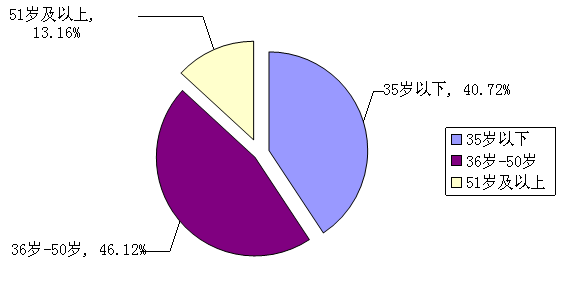 51岁及以上,
13.16%
35岁以下, 40.72%
35岁以下
36岁-50岁
51岁及以上
36岁-50岁, 46.12%